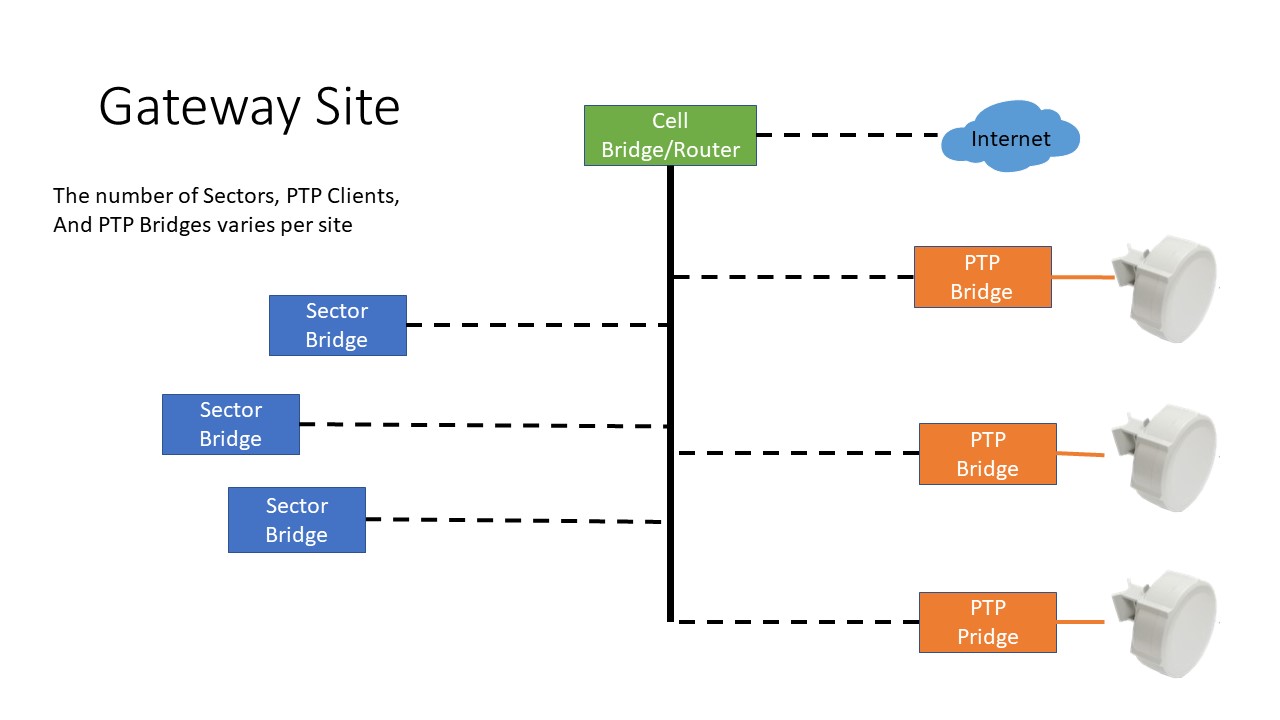 Gateway Site
The number of Sectors, PTP Clients,
And PTP Bridges varies per site
Cell
Bridge/Router
Internet
PTP
Bridge
Sector
Bridge
Sector
Bridge
PTP
Bridge
Sector
Bridge
PTP
Pridge